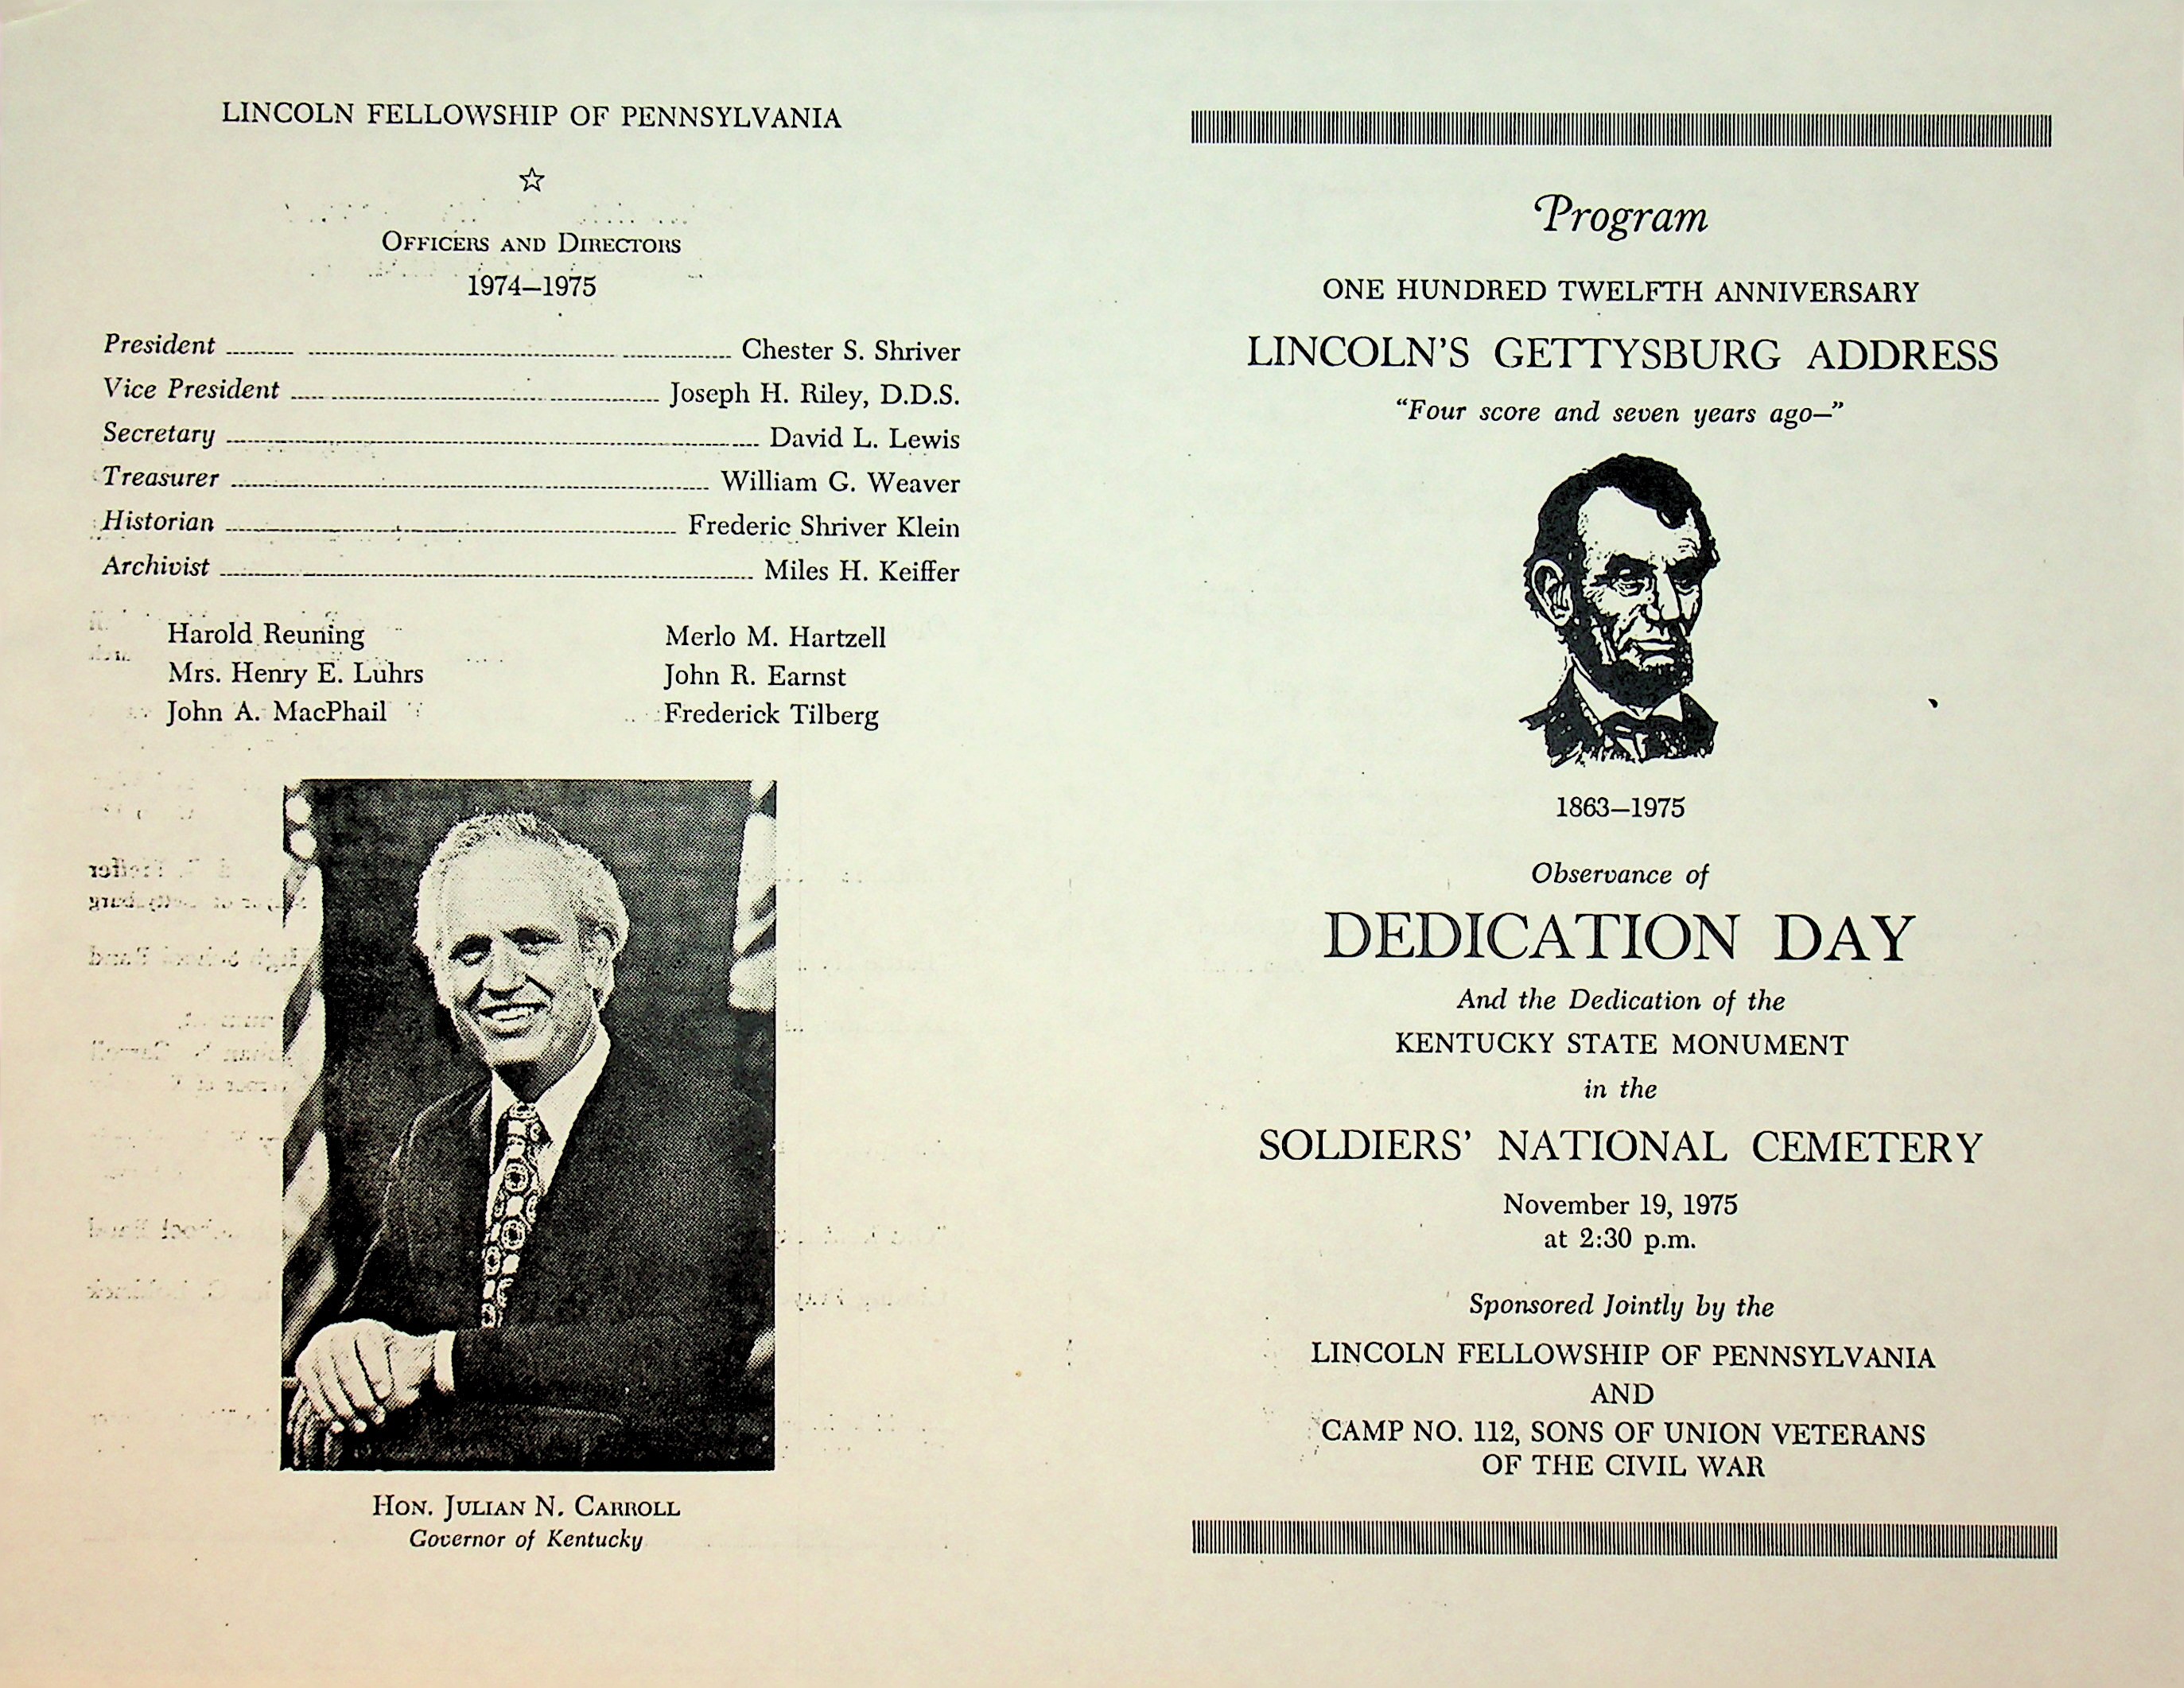 LINCOLN FELLOWSHIP OF PENNSYLVANIA
OFFICERS AND DIRECTORS
1974–1975
President Chester S. Shriver
Vice President Joseph H. Riley, D.D.S.
Secretary David L. Lewis
Treasurer William G. Weaver
Historian Frederic Shriver Klein
Archivist Miles H. Keiffer
Harold Reuning Merlo M. Hartzell
Mrs. Henry E. Luhrs John R. Earnst
John A. MacPhail Frederick Tilberg
HON. JULIAN N. CARROLL
Governor of Kentucky
Program
ONE HUNDRED TWELFTH ANNIVERSARY
LINCOLN'S GETTYSBURG ADDRESS
“Four score and seven years ago—”
1863–1975
Observance of
DEDICATION DAY
And the Dedication of the
KENTUCKY STATE MONUMENT
in the
SOLDIERS' NATIONAL CEMETERY
November 19, 1975
at 2:30 p.m.
Sponsored Jointly by the
LINCOLN FELLOWSHIP OF PENNSYLVANIA
AND
CAMP NO. 112, SONS OF UNION VETERANS
OF THE CIVIL WAR